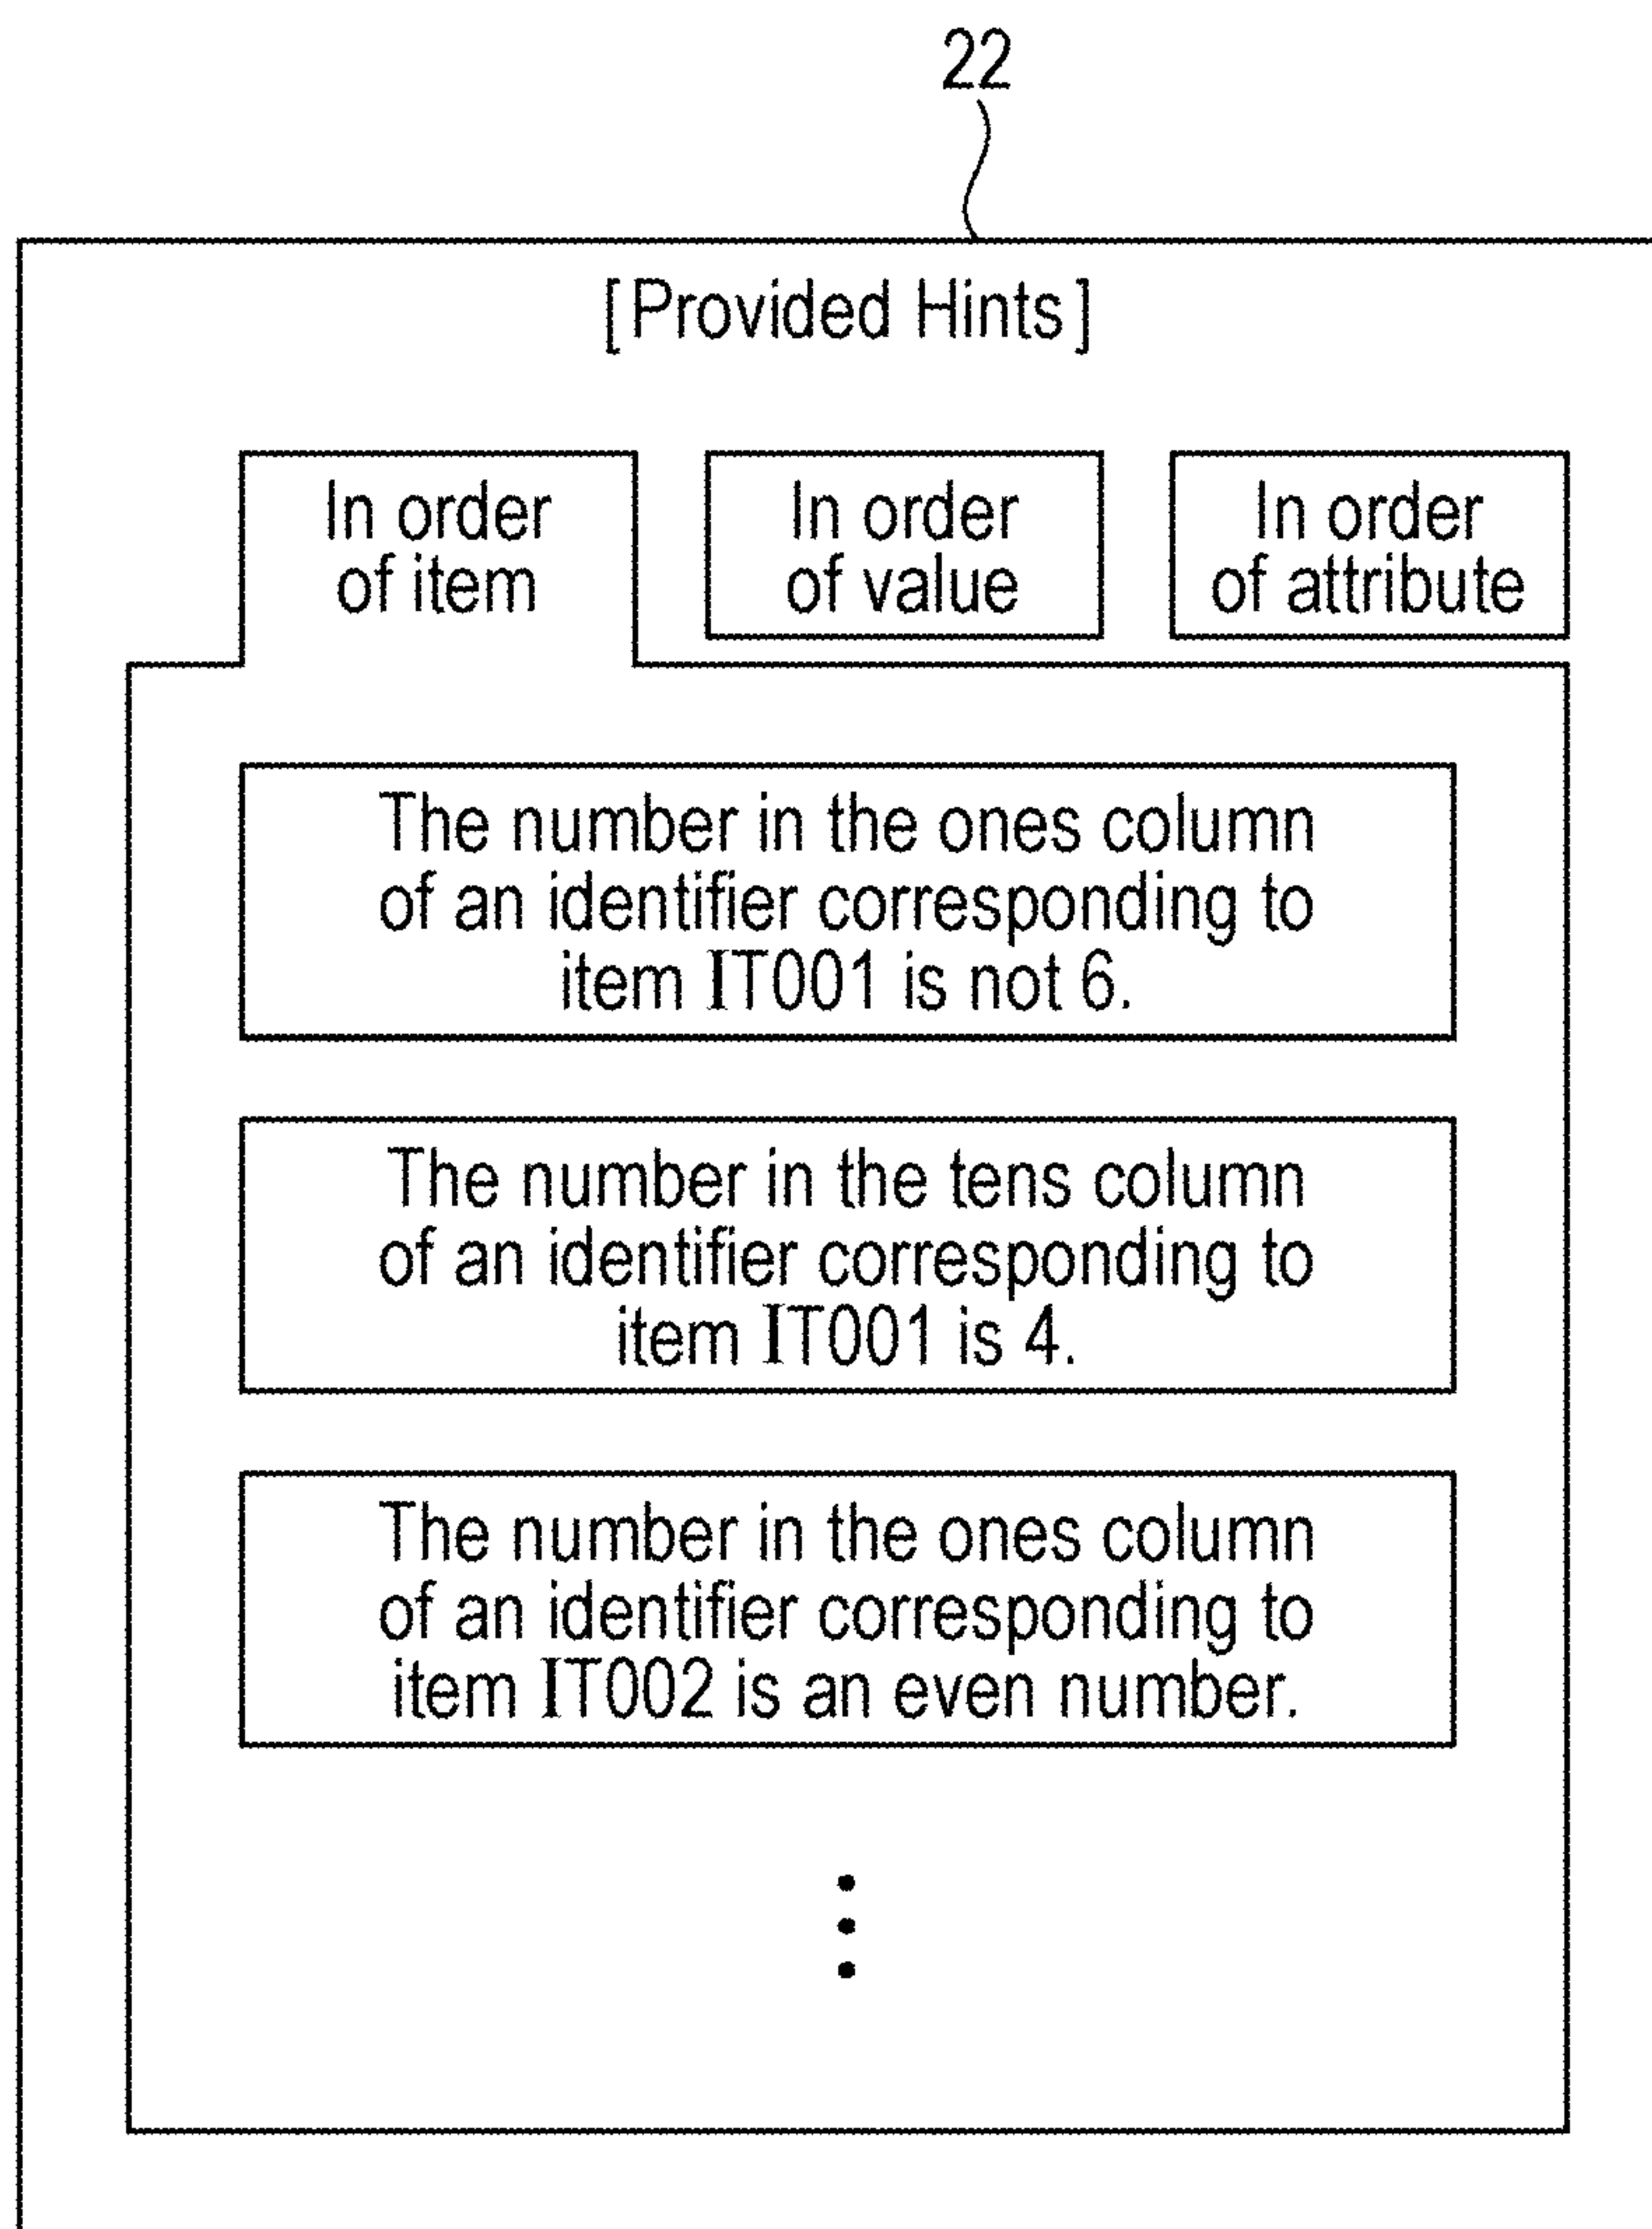 22
[Provided Hints]
In order
of item
In order
of value
In order
of attribute
The number in the ones column
of an identifier corresponding to
item IT001 is not 6.
The number in the tens column
of an identifier corresponding to
item IT001 is 4.
The number in the ones column
of an identifier corresponding to
item IT002 is an even number.